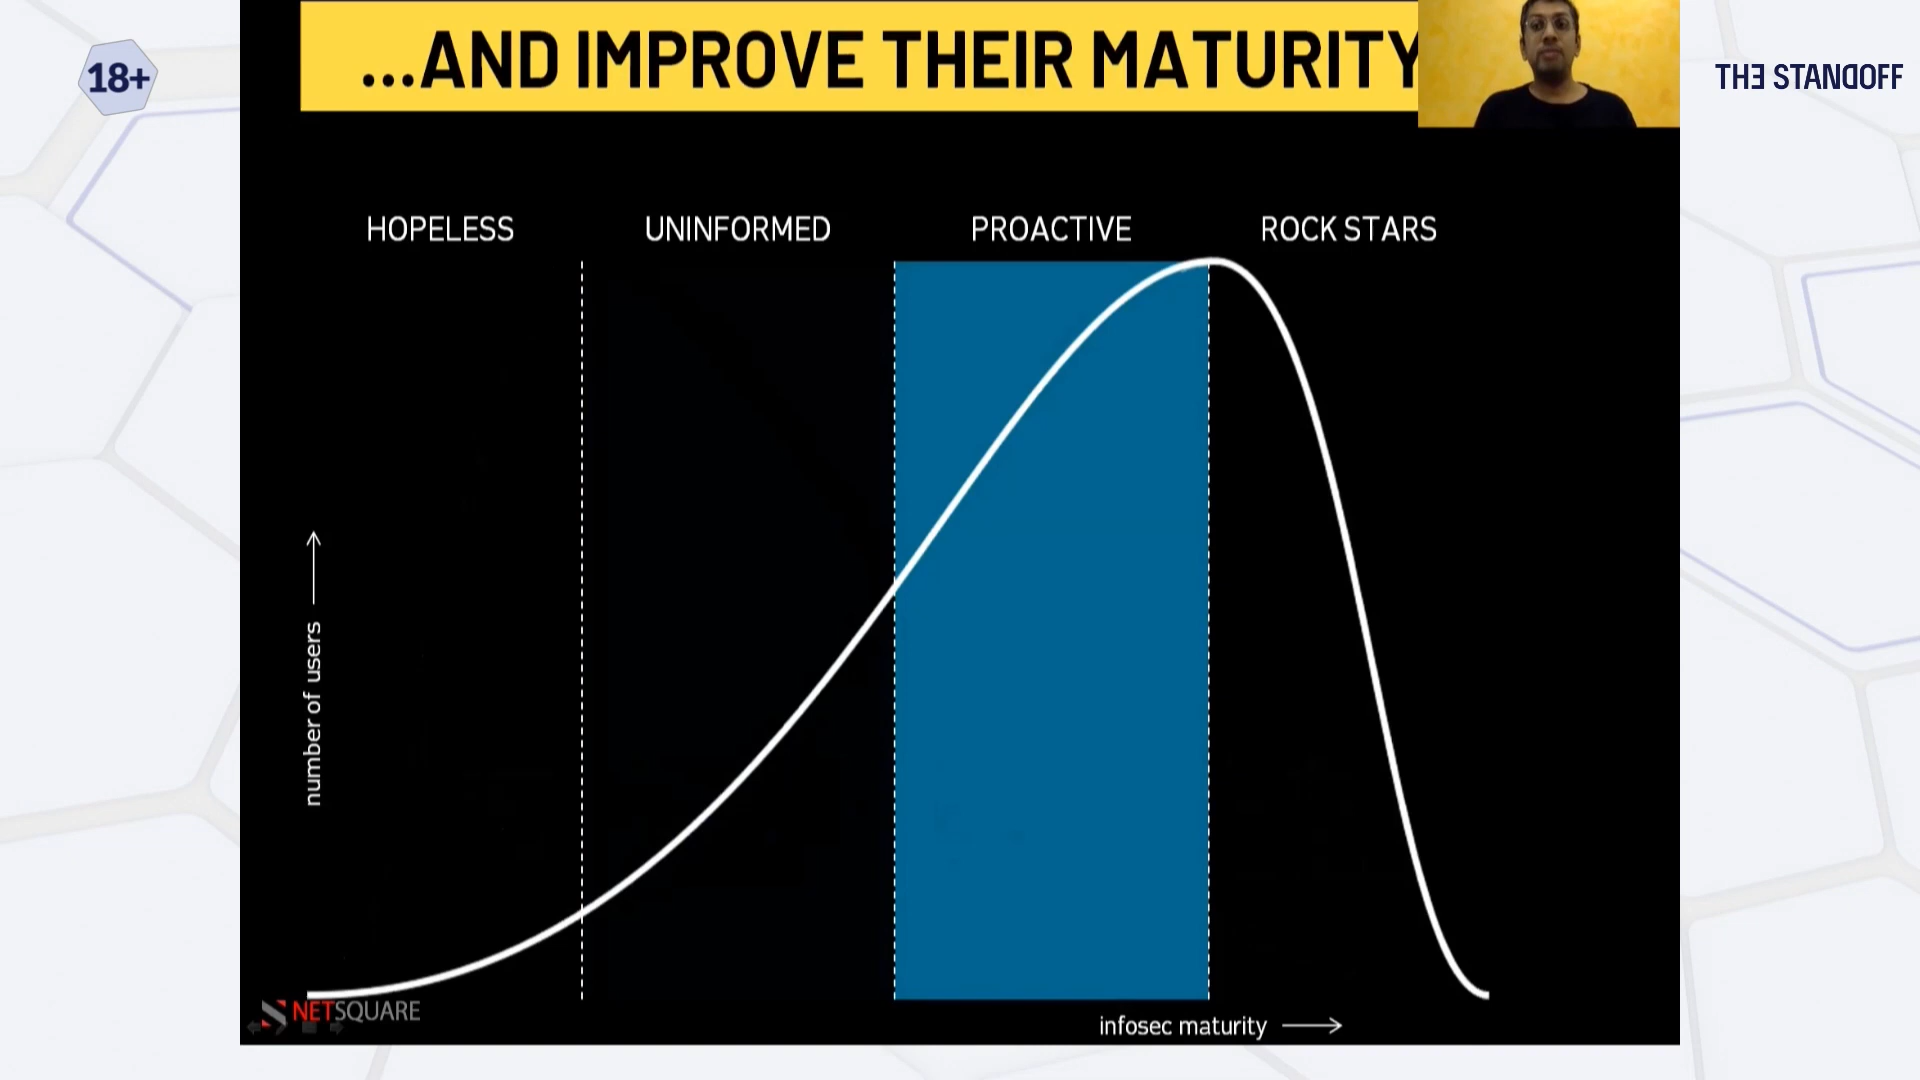 18+
...AND IMPROVE THEIR MATURITY
THE STANDOFF
HOPELESS
UNINFORMED
PROACTIVE
ROCK STARS
number of users
NETSQUARE
infosec maturity